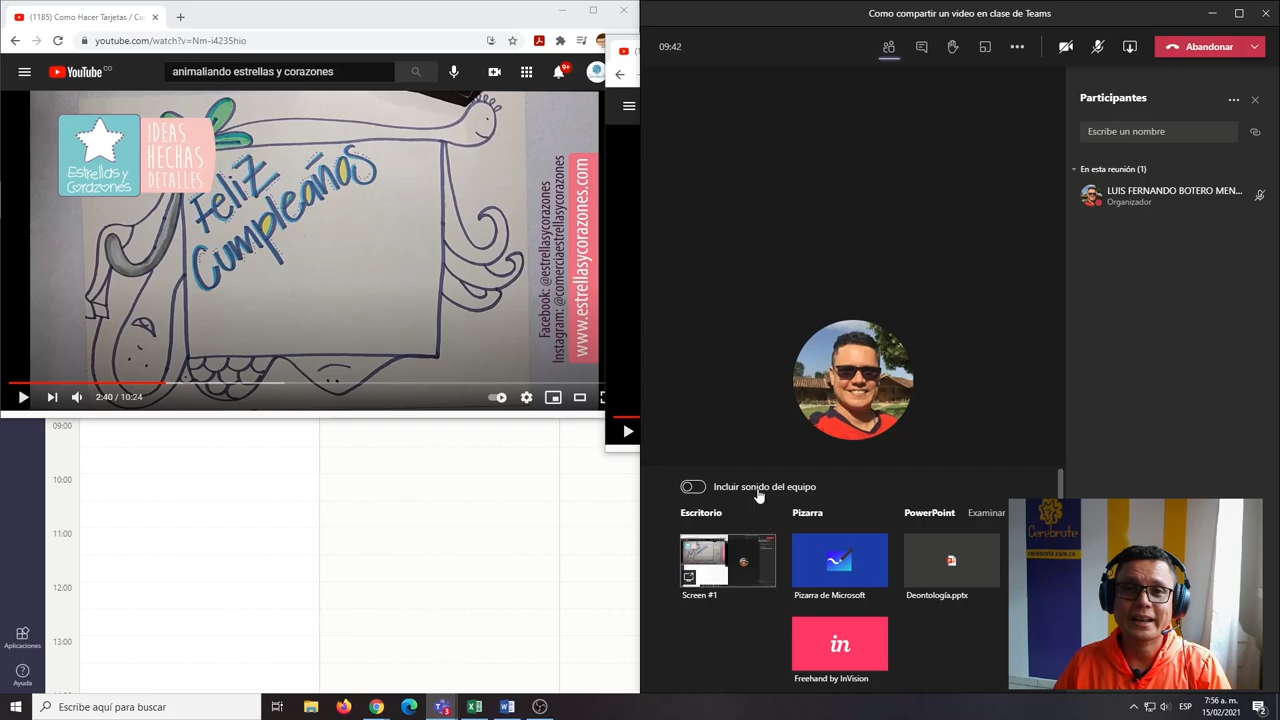 (1185) Como Hacer Tarjetas / Cu
youtube.com/watch?v=Nm-i4235hio
YouTube CO
animaliando estrellas y corazones
9+
Estrellas y
Corazones
IDEAS
HECHAS
DETALLES
Feliz
Cumpleaños
Facebook: @estrellasycorazones
Instagram: @comerciaestrellasycorazones
www.estrellasycorazones.com
2:40 / 10:24
09:00
10:00
11:00
12:00
13:00
Aplicaciones
Ayuda
Como compartir un video en clase de Teams
09:42
Abandonar
Participantes
Escribe un nombre
En esta reunión (1)
LUIS FERNANDO BOTERO MEN...
Organizador
Incluir sonido del equipo
Escritorio
Pizarra
PowerPoint
Examinar
Screen #1
Pizarra de Microsoft
Deontología.pptx
in
Freehand by InVision
Cerebrote
cerebrote.com.co
Escribe aquí para buscar
ESP
7:56 a. m.
15/02/2021
2